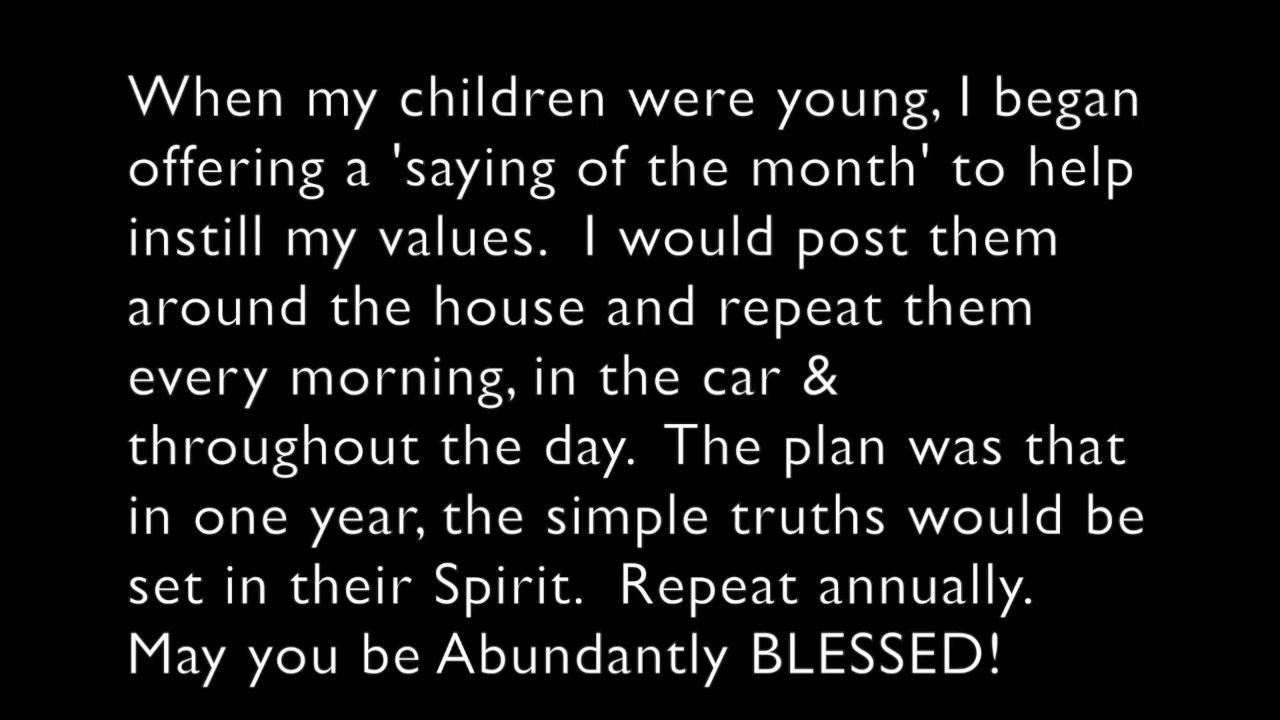 When my children were young, I began
offering a 'saying of the month' to help
instill my values.  I would post them
around the house and repeat them
every morning, in the car &
throughout the day.  The plan was that
in one year, the simple truths would be
set in their Spirit.  Repeat annually.
May you be Abundantly BLESSED!